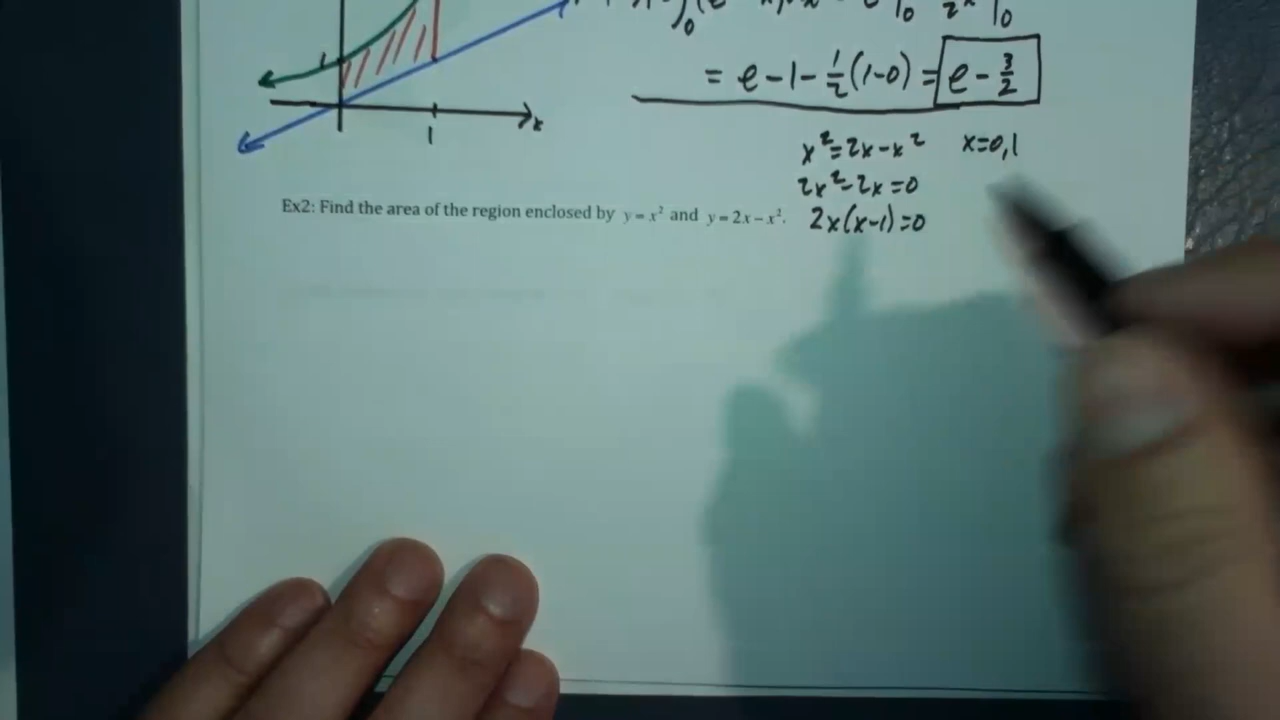 = e - 1 - 1/2 (1-0) = e - 3/2
1
x
1
x² = 2x - x² x=0,1
2x² - 2x = 0
Ex2: Find the area of the region enclosed by y = x² and y = 2x - x². 2x(x-1)=0